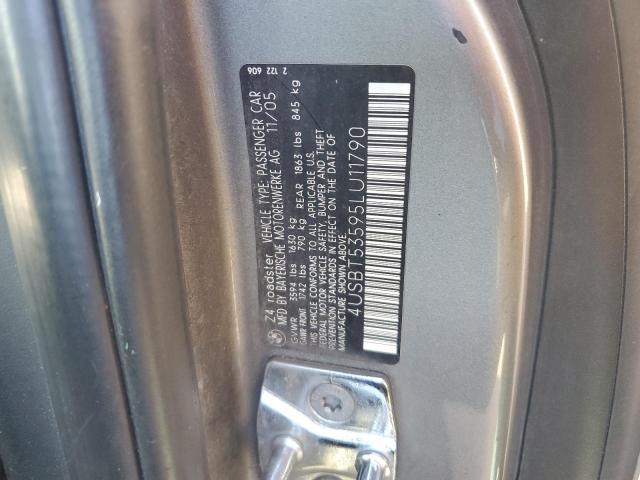 Z4 roadster VEHICLE TYPE: PASSENGER CAR
MFD BY BAYERISCHE MOTORENWERKE AG 11/05
GVWR 3594 lbs 1630 kg
GAWR FRONT 1742 lbs 790 kg REAR 1863 lbs 845 kg
THIS VEHICLE CONFORMS TO ALL APPLICABLE U.S.
FEDERAL MOTOR VEHICLE SAFETY, BUMPER AND THEFT
PREVENTION STANDARDS IN EFFECT ON THE DATE OF
MANUFACTURE SHOWN ABOVE.
4USBT53595LU11790
2 122 606